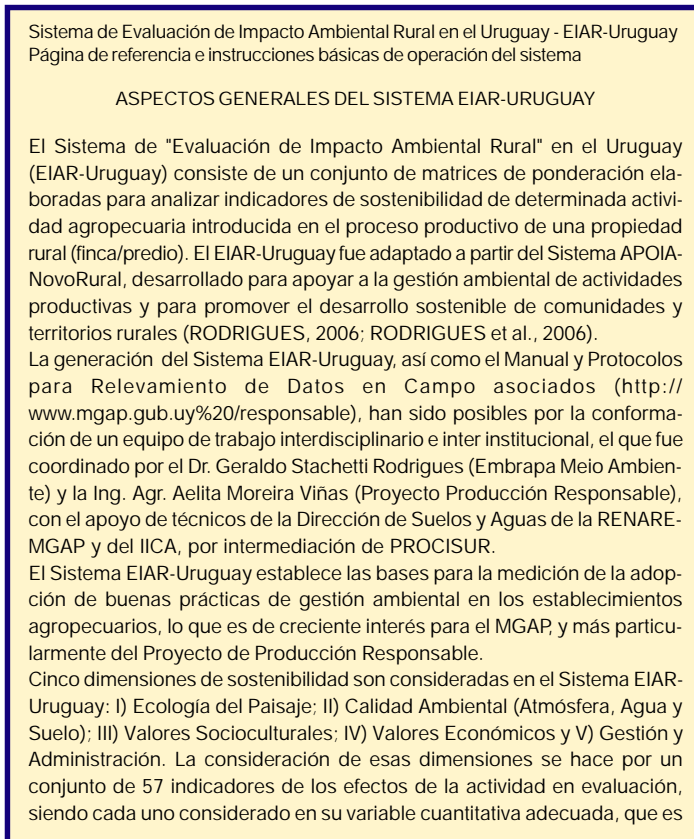 Sistema de Evaluación de Impacto Ambiental Rural en el Uruguay - EIAR-Uruguay
Página de referencia e instrucciones básicas de operación del sistema
ASPECTOS GENERALES DEL SISTEMA EIAR-URUGUAY
El Sistema de "Evaluación de Impacto Ambiental Rural" en el Uruguay
(EIAR-Uruguay) consiste de un conjunto de matrices de ponderación ela-
boradas para analizar indicadores de sostenibilidad de determinada activi-
dad agropecuaria introducida en el proceso productivo de una propiedad
rural (finca/predio). El EIAR-Uruguay fue adaptado a partir del Sistema APOIA-
NovoRural, desarrollado para apoyar a la gestión ambiental de actividades
productivas y para promover el desarrollo sostenible de comunidades y
territorios rurales (RODRIGUES, 2006; RODRIGUES et al., 2006).
La generación del Sistema EIAR-Uruguay, así como el Manual y Protocolos
para Relevamiento de Datos en Campo asociados (http://
www.mgap.gub.uy%20/responsable), han sido posibles por la conforma-
ción de un equipo de trabajo interdisciplinario e inter institucional, el que fue
coordinado por el Dr. Geraldo Stachetti Rodrigues (Embrapa Meio Ambien-
te) y la Ing. Agr. Aelita Moreira Viñas (Proyecto Producción Responsable),
con el apoyo de técnicos de la Dirección de Suelos y Aguas de la RENARE-
MGAP y del IICA, por intermediación de PROCISUR.
El Sistema EIAR-Uruguay establece las bases para la medición de la adop-
ción de buenas prácticas de gestión ambiental en los establecimientos
agropecuarios, lo que es de creciente interés para el MGAP, y más particu-
larmente del Proyecto de Producción Responsable.
Cinco dimensiones de sostenibilidad son consideradas en el Sistema EIAR-
Uruguay: I) Ecología del Paisaje; II) Calidad Ambiental (Atmósfera, Agua y
Suelo); III) Valores Socioculturales; IV) Valores Económicos y V) Gestión y
Administración. La consideración de esas dimensiones se hace por un
conjunto de 57 indicadores de los efectos de la actividad en evaluación,
siendo cada uno considerado en su variable cuantitativa adecuada, que es